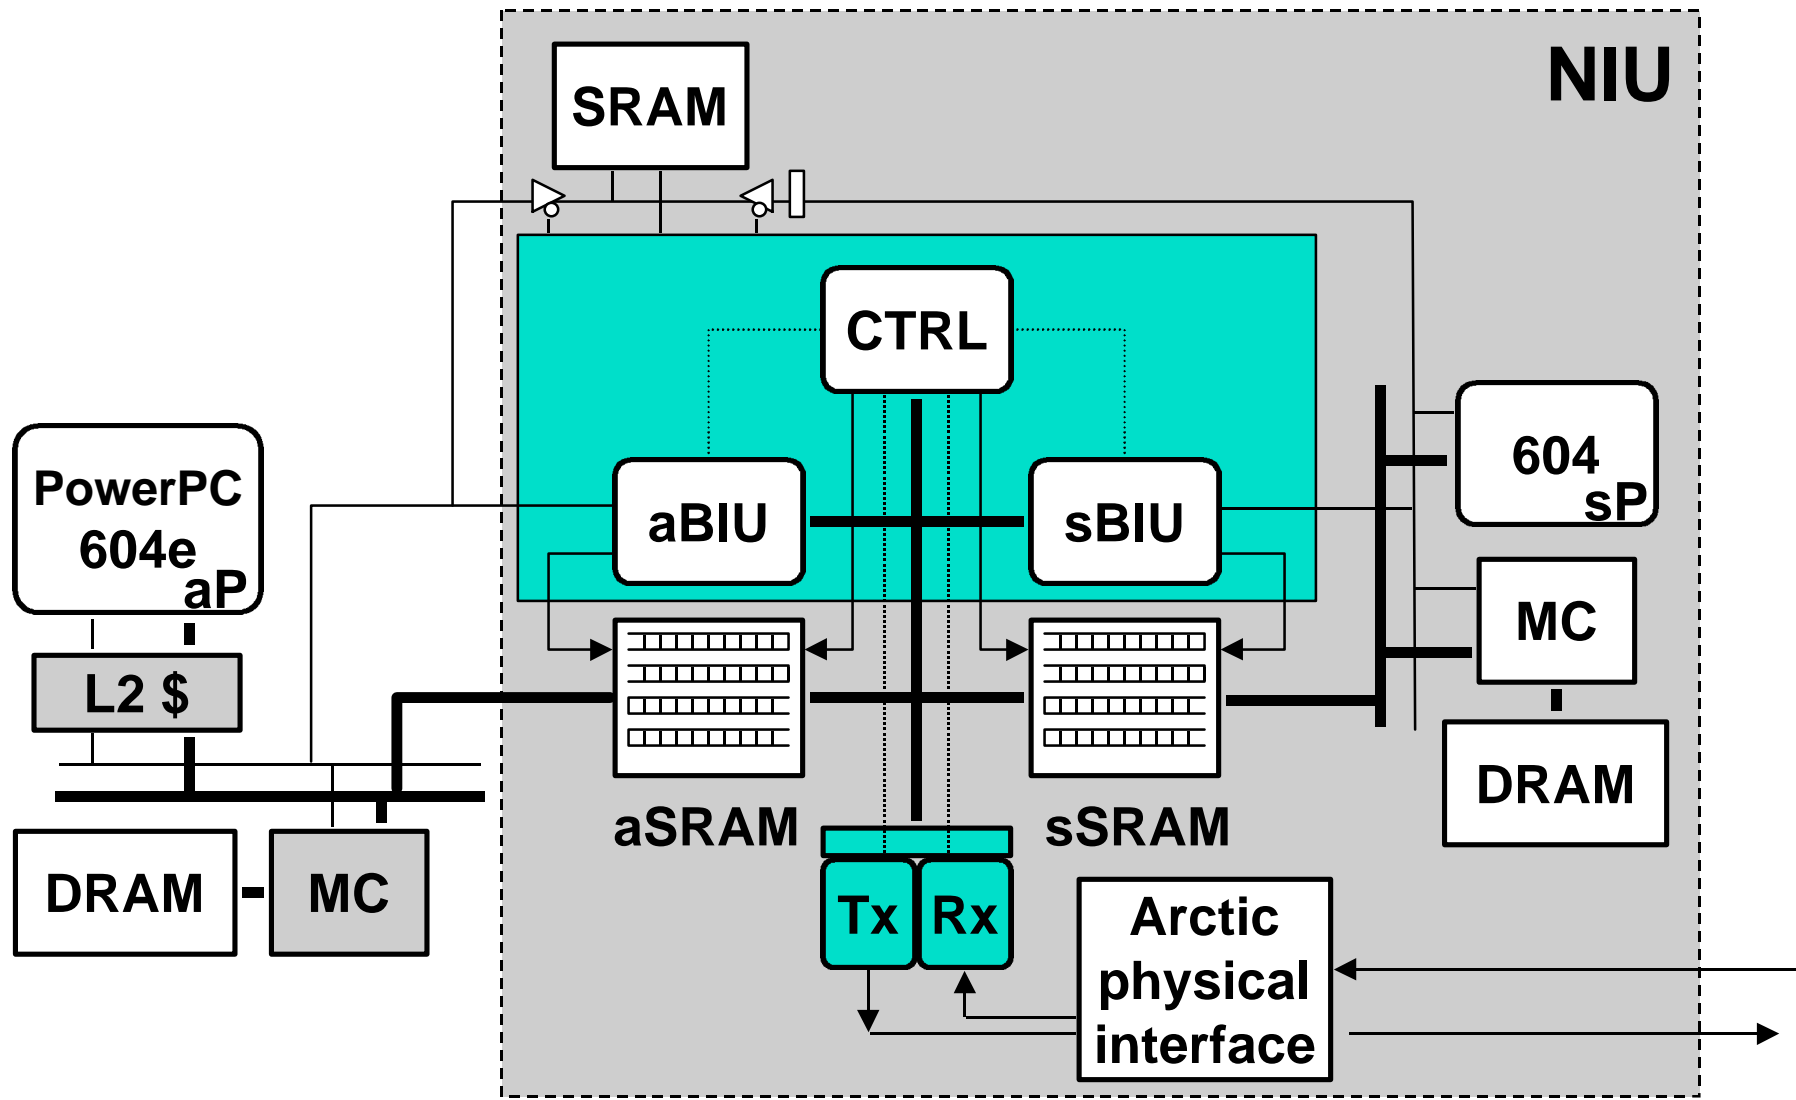 NIU
SRAM
CTRL
PowerPC
604e
aP
aBIU
sBIU
604
sP
MC
L2 $
DRAM
aSRAM
sSRAM
DRAM
MC
Tx
Rx
Arctic
physical
interface